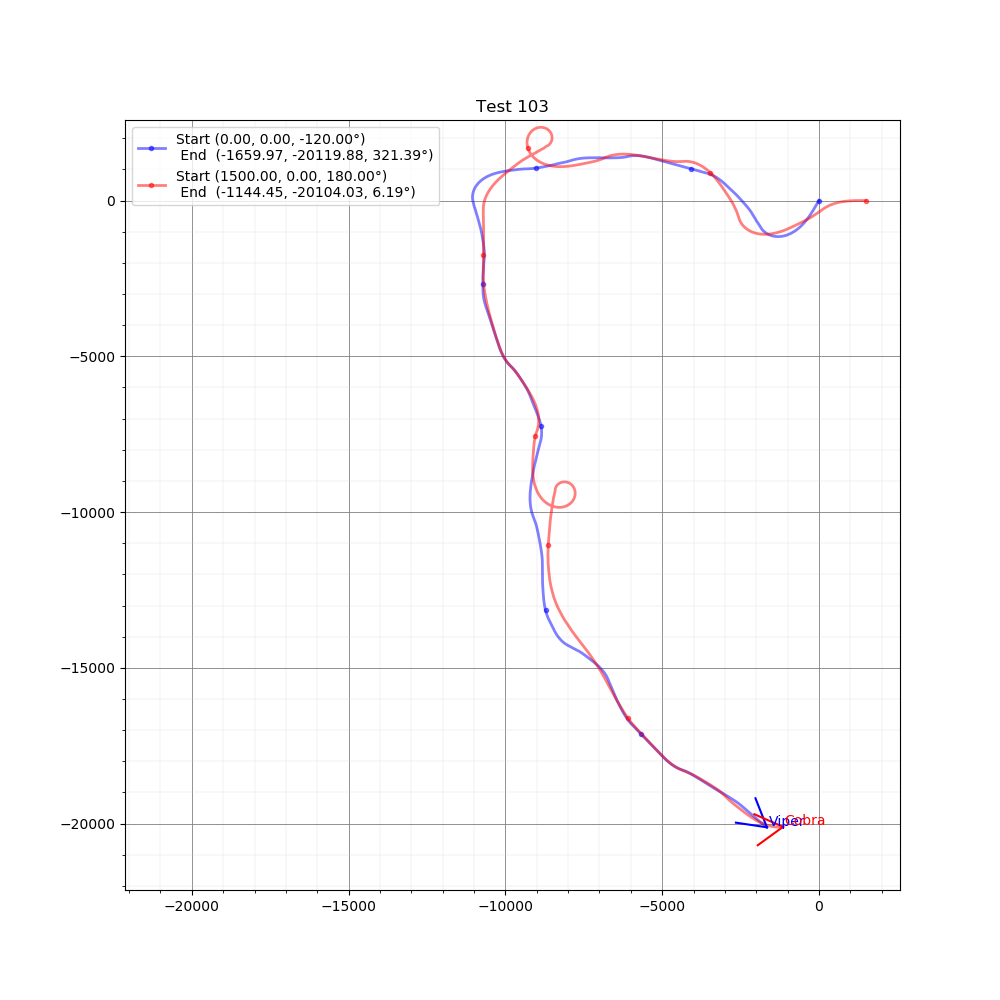 Test 103
Start (0.00, 0.00, -120.00°)
End  (-1659.97, -20119.88, 321.39°)
Start (1500.00, 0.00, 180.00°)
End  (-1144.45, -20104.03, 6.19°)
0
−5000
−10000
−15000
−20000
Viper
Cobra
−20000
−15000
−10000
−5000
0